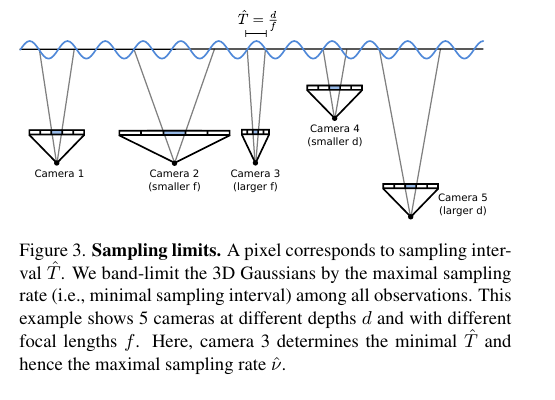 T̂ = d/f
Camera 1
Camera 2
(smaller f)
Camera 3
(larger f)
Camera 4
(smaller d)
Camera 5
(larger d)
Figure 3. Sampling limits. A pixel corresponds to sampling inter-
val T̂. We band-limit the 3D Gaussians by the maximal sampling
rate (i.e., minimal sampling interval) among all observations. This
example shows 5 cameras at different depths d and with different
focal lengths f. Here, camera 3 determines the minimal T̂ and
hence the maximal sampling rate ν̂.